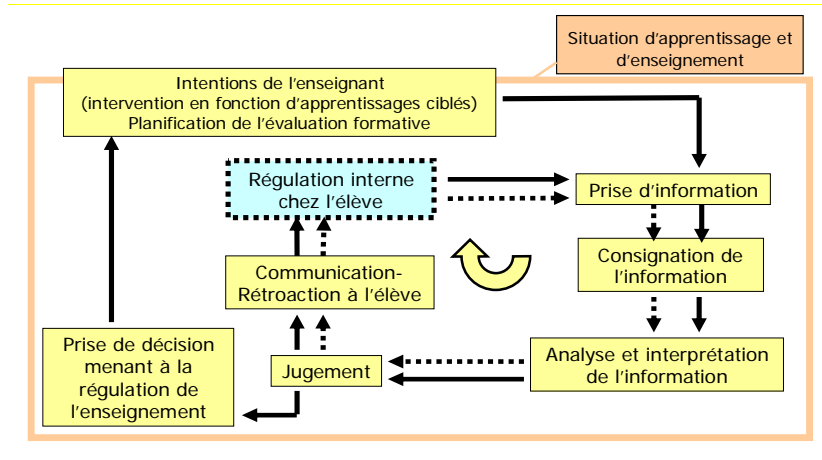 Situation d'apprentissage et
d'enseignement
Intentions de l'enseignant
(intervention en fonction d'apprentissages ciblés)
Planification de l'évaluation formative
Régulation interne
chez l'élève
Prise d'information
Communication-
Rétroaction à l'élève
Consignation de
l'information
Prise de décision
menant à la
régulation de
l'enseignement
Jugement
Analyse et interprétation
de l'information